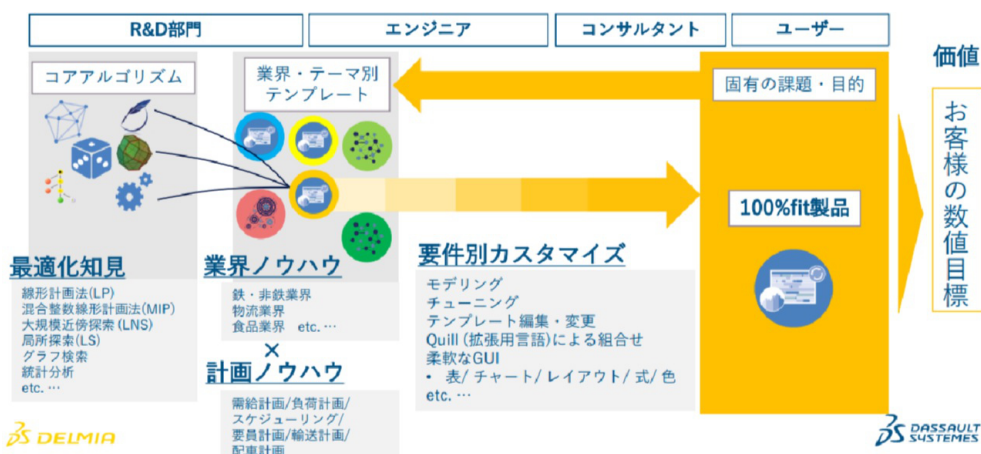 R&D部門
エンジニア
コンサルタント
ユーザー
コアアルゴリズム
業界・テーマ別
テンプレート
固有の課題・目的
価値
お客様の数値目標
100%fit製品
最適化知見
線形計画法(LP)
混合整数線形計画法(MIP)
大規模近傍探索(LNS)
局所探索(LS)
グラフ検索
統計分析
etc. …
業界ノウハウ
鉄・非鉄業界
物流業界
食品業界 etc. …
×
計画ノウハウ
需給計画/負荷計画/
スケジューリング/
要員計画/輸送計画/
配車計画
要件別カスタマイズ
モデリング
チューニング
テンプレート編集・変更
Quill (拡張用言語)による組合せ
柔軟なGUI
• 表/チャート/レイアウト/式/色
etc. …
DELMIA
DASSAULT
SYSTEMES